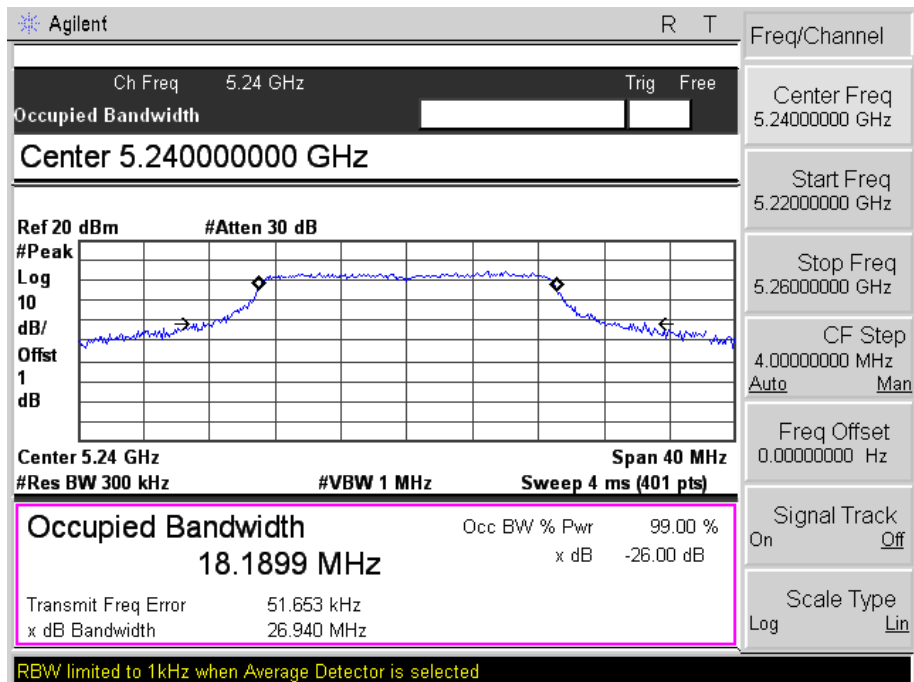 Agilent R T
Freq/Channel
Ch Freq 5.24 GHz Trig Free
Occupied Bandwidth
Center 5.240000000 GHz
Ref 20 dBm #Atten 30 dB
#Peak
Log
10
dB/
Offst
1
dB
Center 5.24 GHz Span 40 MHz
#Res BW 300 kHz #VBW 1 MHz Sweep 4 ms (401 pts)
Occupied Bandwidth
18.1899 MHz
Occ BW % Pwr 99.00 %
x dB -26.00 dB
Transmit Freq Error 51.653 kHz
x dB Bandwidth 26.940 MHz
RBW limited to 1kHz when Average Detector is selected
Center Freq
5.24000000 GHz
Start Freq
5.22000000 GHz
Stop Freq
5.26000000 GHz
CF Step
4.00000000 MHz
Auto Man
Freq Offset
0.00000000 Hz
Signal Track
On Off
Scale Type
Log Lin